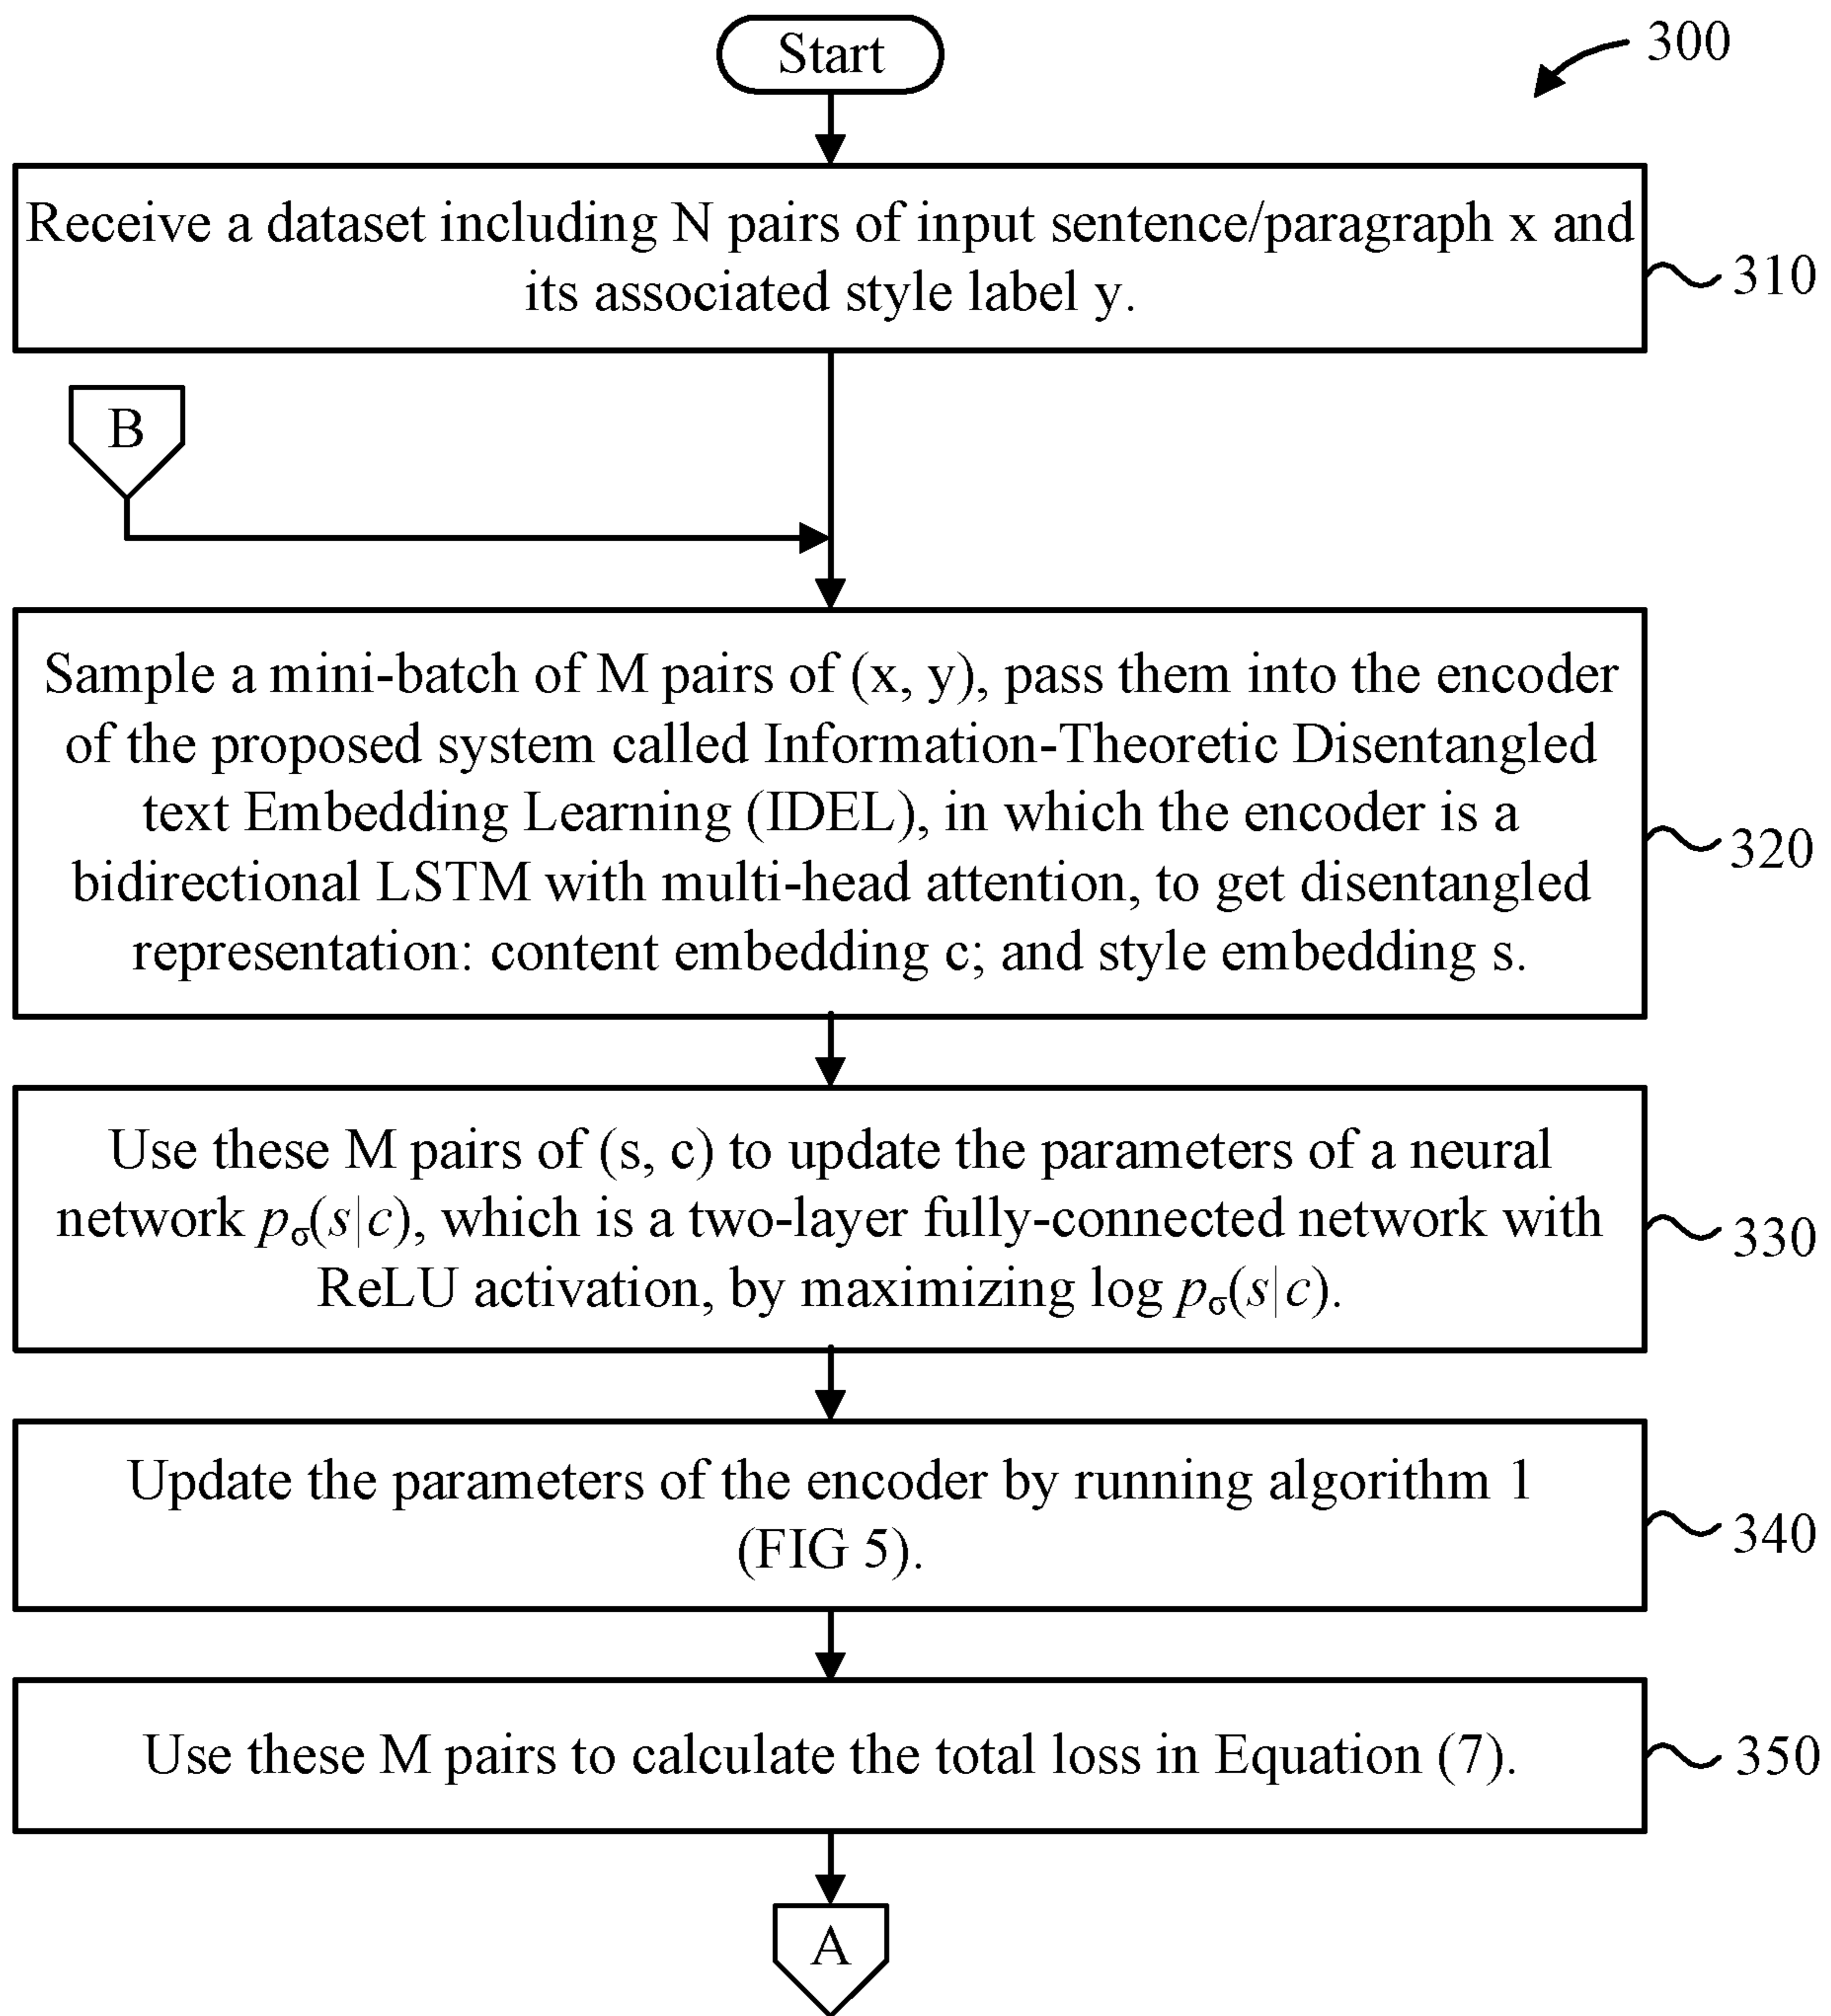 Start
300
Receive a dataset including N pairs of input sentence/paragraph x and
its associated style label y.
310
B
Sample a mini-batch of M pairs of (x, y), pass them into the encoder
of the proposed system called Information-Theoretic Disentangled
text Embedding Learning (IDEL), in which the encoder is a
bidirectional LSTM with multi-head attention, to get disentangled
representation: content embedding c; and style embedding s.
320
Use these M pairs of (s, c) to update the parameters of a neural
network pσ(s|c), which is a two-layer fully-connected network with
ReLU activation, by maximizing log pσ(s|c).
330
Update the parameters of the encoder by running algorithm 1
(FIG 5).
340
Use these M pairs to calculate the total loss in Equation (7).
350
A